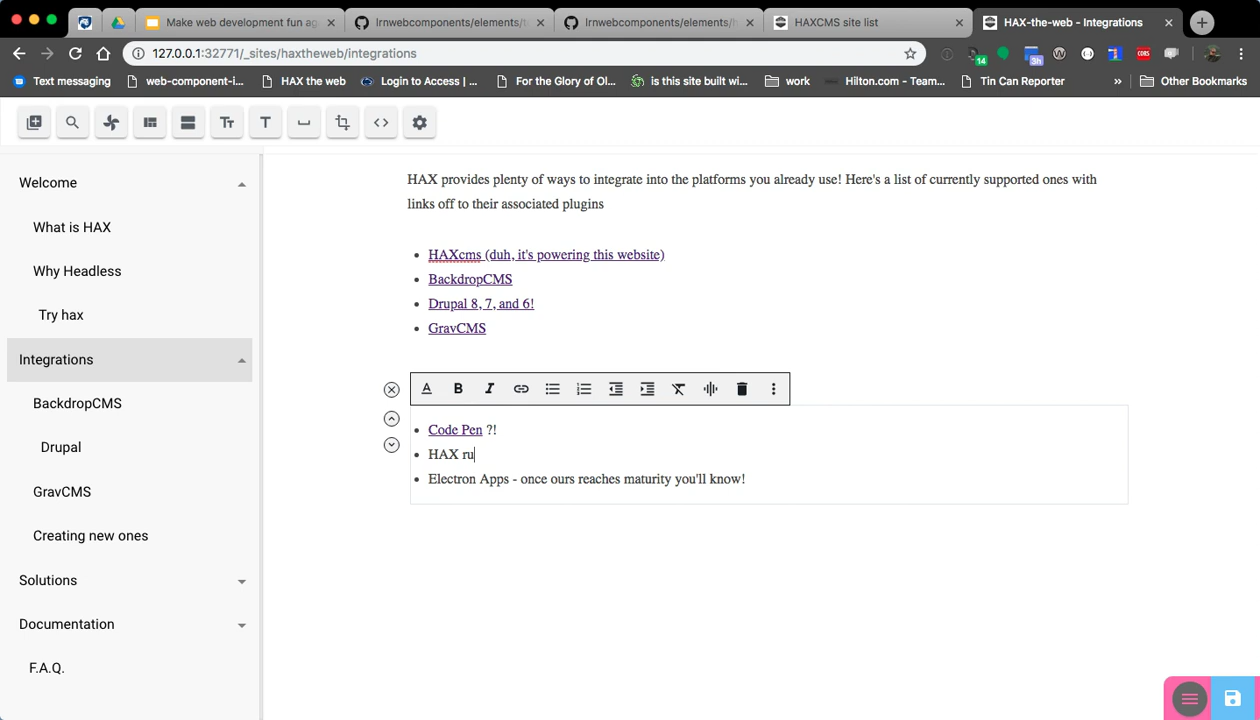 Make web development fun ag
lrnwebcomponents/elements/t
lrnwebcomponents/elements/h
HAXCMS site list
HAX-the-web - Integrations
127.0.0.1:32771/_sites/haxtheweb/integrations
14
3h
CORS
Text messaging
web-component-i...
HAX the web
Login to Access |...
For the Glory of Ol...
is this site built wi...
work
Hilton.com - Team...
Tin Can Reporter
»
Other Bookmarks
Welcome
What is HAX
Why Headless
Try hax
Integrations
BackdropCMS
Drupal
GravCMS
Creating new ones
Solutions
Documentation
F.A.Q.
HAX provides plenty of ways to integrate into the platforms you already use! Here's a list of currently supported ones with
links off to their associated plugins
HAXcms (duh, it's powering this website)
BackdropCMS
Drupal 8, 7, and 6!
GravCMS
Code Pen ?!
HAX ru
Electron Apps - once ours reaches maturity you'll know!